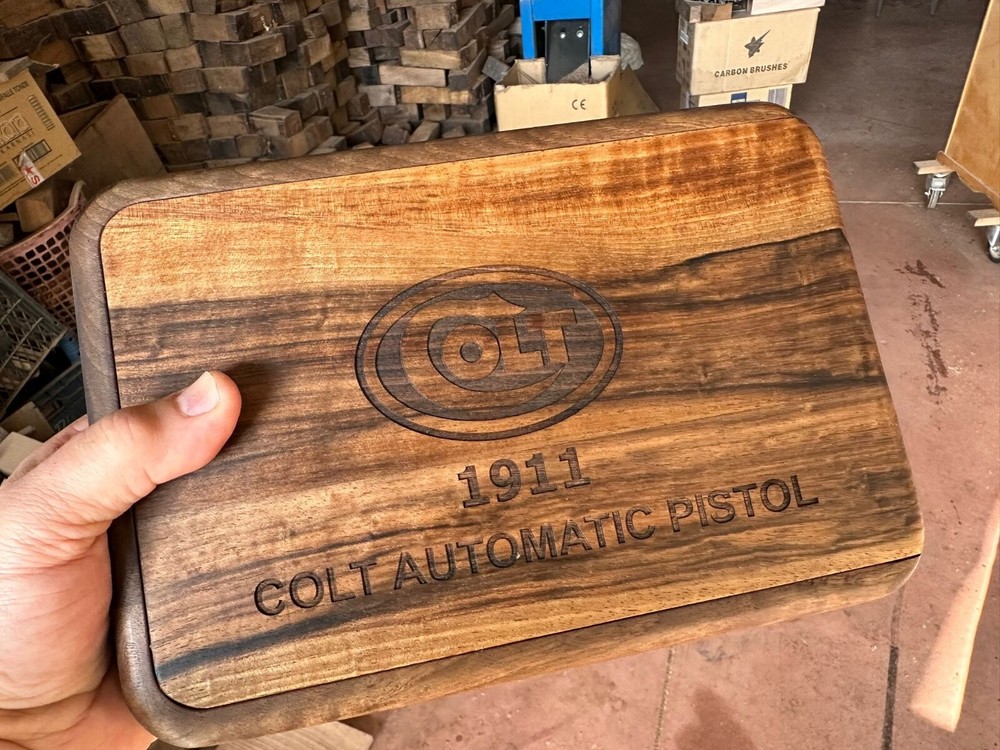 CARBON BRUSHES
CE
COLT
1911
COLT AUTOMATIC PISTOL